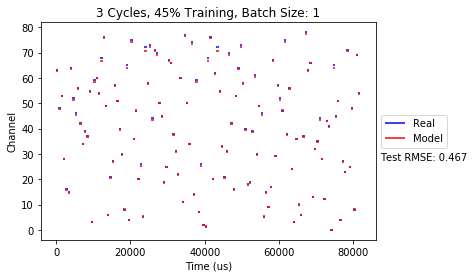 3 Cycles, 45% Training, Batch Size: 1
80
70
60
50
40
30
20
10
0
Channel
0
20000
40000
60000
80000
Time (us)
Real
Model
Test RMSE: 0.467